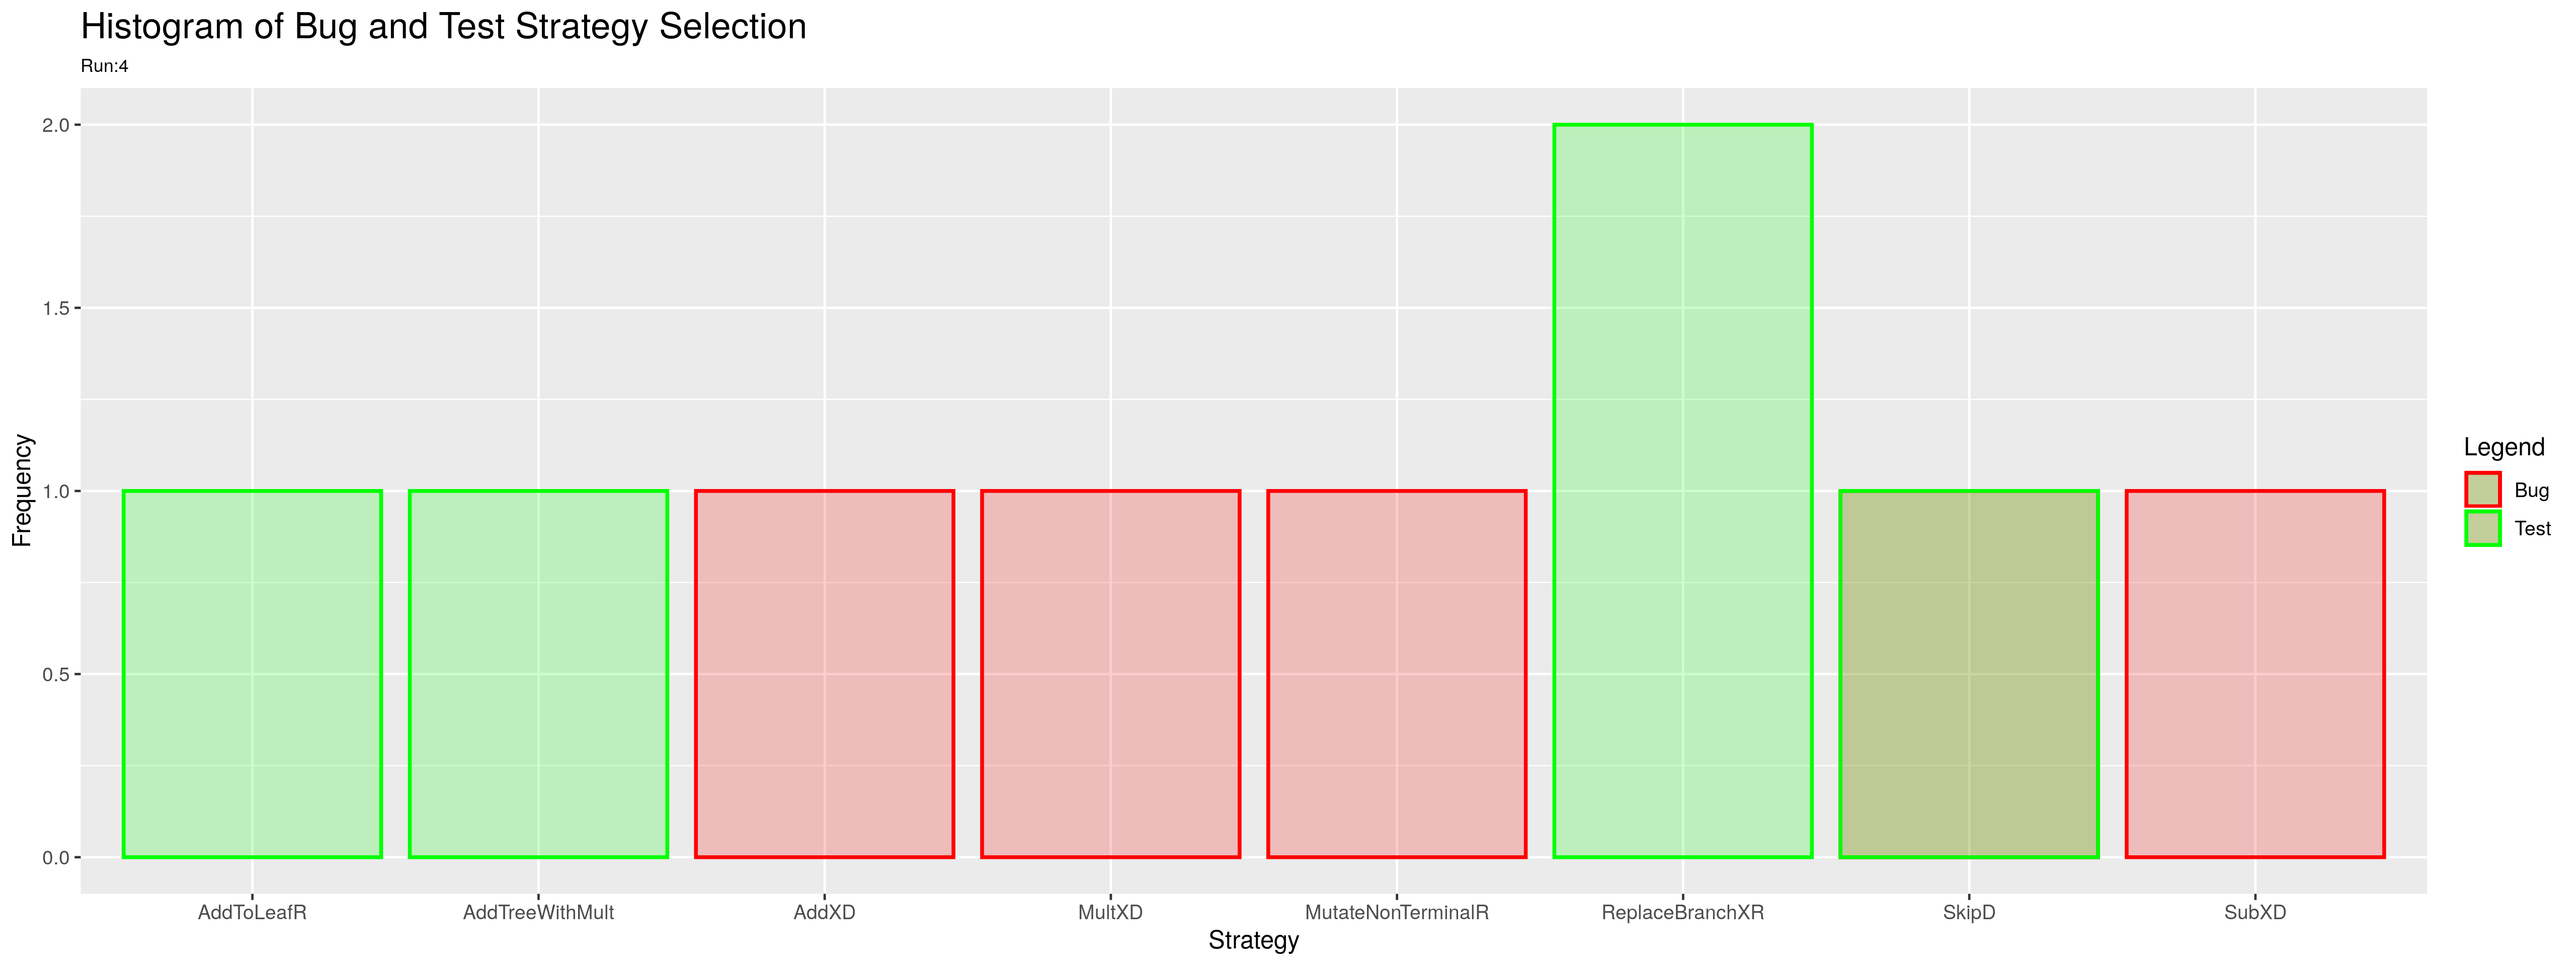 Histogram of Bug and Test Strategy Selection
Run:4
Frequency
2.0
1.5
1.0
0.5
0.0
AddToLeafR AddTreeWithMult AddXD MultXD MutateNonTerminalR ReplaceBranchXR SkipD SubXD
Strategy
Legend
Bug
Test